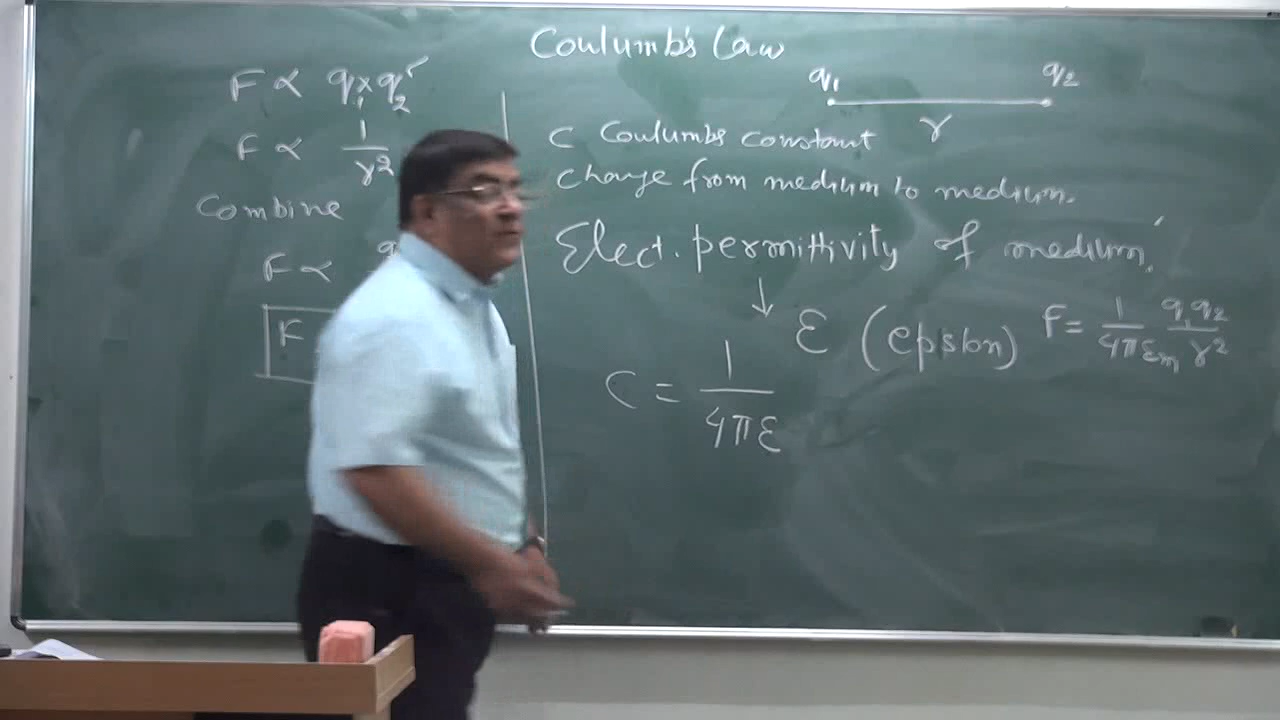 Coulumb's Law
F ∝ q₁ × q₂
F ∝ 1/r²
Combine
F ∝ q
F
q₁ q₂
r
C Coulumbs constant
Change from medium to medium.
Elect. permittivity of medium.
↓
ε (epsilon)
F = 1/4πεₘ q₁q₂/r²
C = 1/4πε